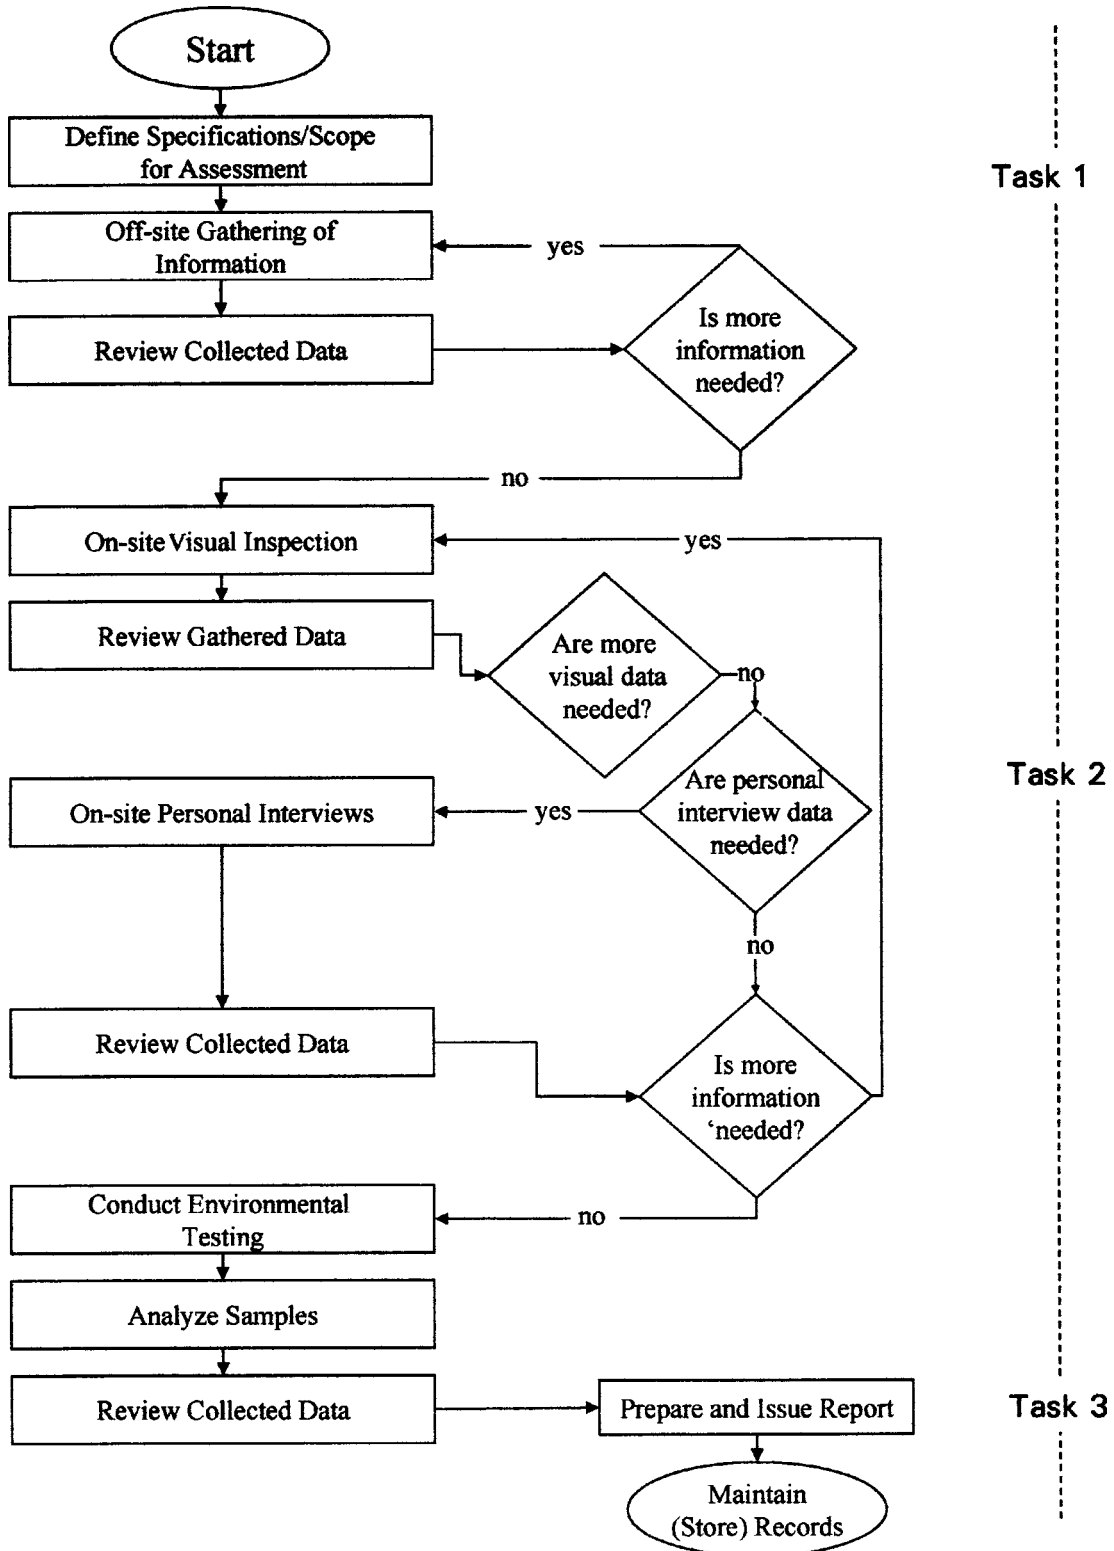 Start
Define Specifications/Scope
for Assessment
Task 1
Off-site Gathering of
Information
yes
Is more
information
needed?
Review Collected Data
no
On-site Visual Inspection
yes
Review Gathered Data
Are more
visual data
needed?
no
Task 2
On-site Personal Interviews
yes
Are personal
interview data
needed?
no
Review Collected Data
Is more
information
‘needed?
Conduct Environmental
Testing
no
Analyze Samples
Review Collected Data
Prepare and Issue Report
Task 3
Maintain
(Store) Records